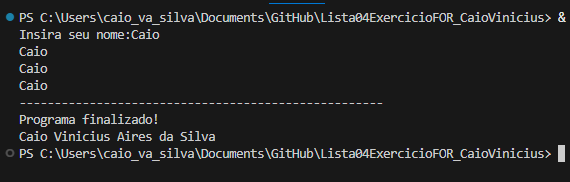 PS C:\Users\caio_va_silva\Documents\GitHub\Lista04ExercicioFOR_CaioVinicius> &
Insira seu nome:Caio
Caio
Caio
Caio
----------------------------------------------------
Programa finalizado!
Caio Vinicius Aires da Silva
PS C:\Users\caio_va_silva\Documents\GitHub\Lista04ExercicioFOR_CaioVinicius>